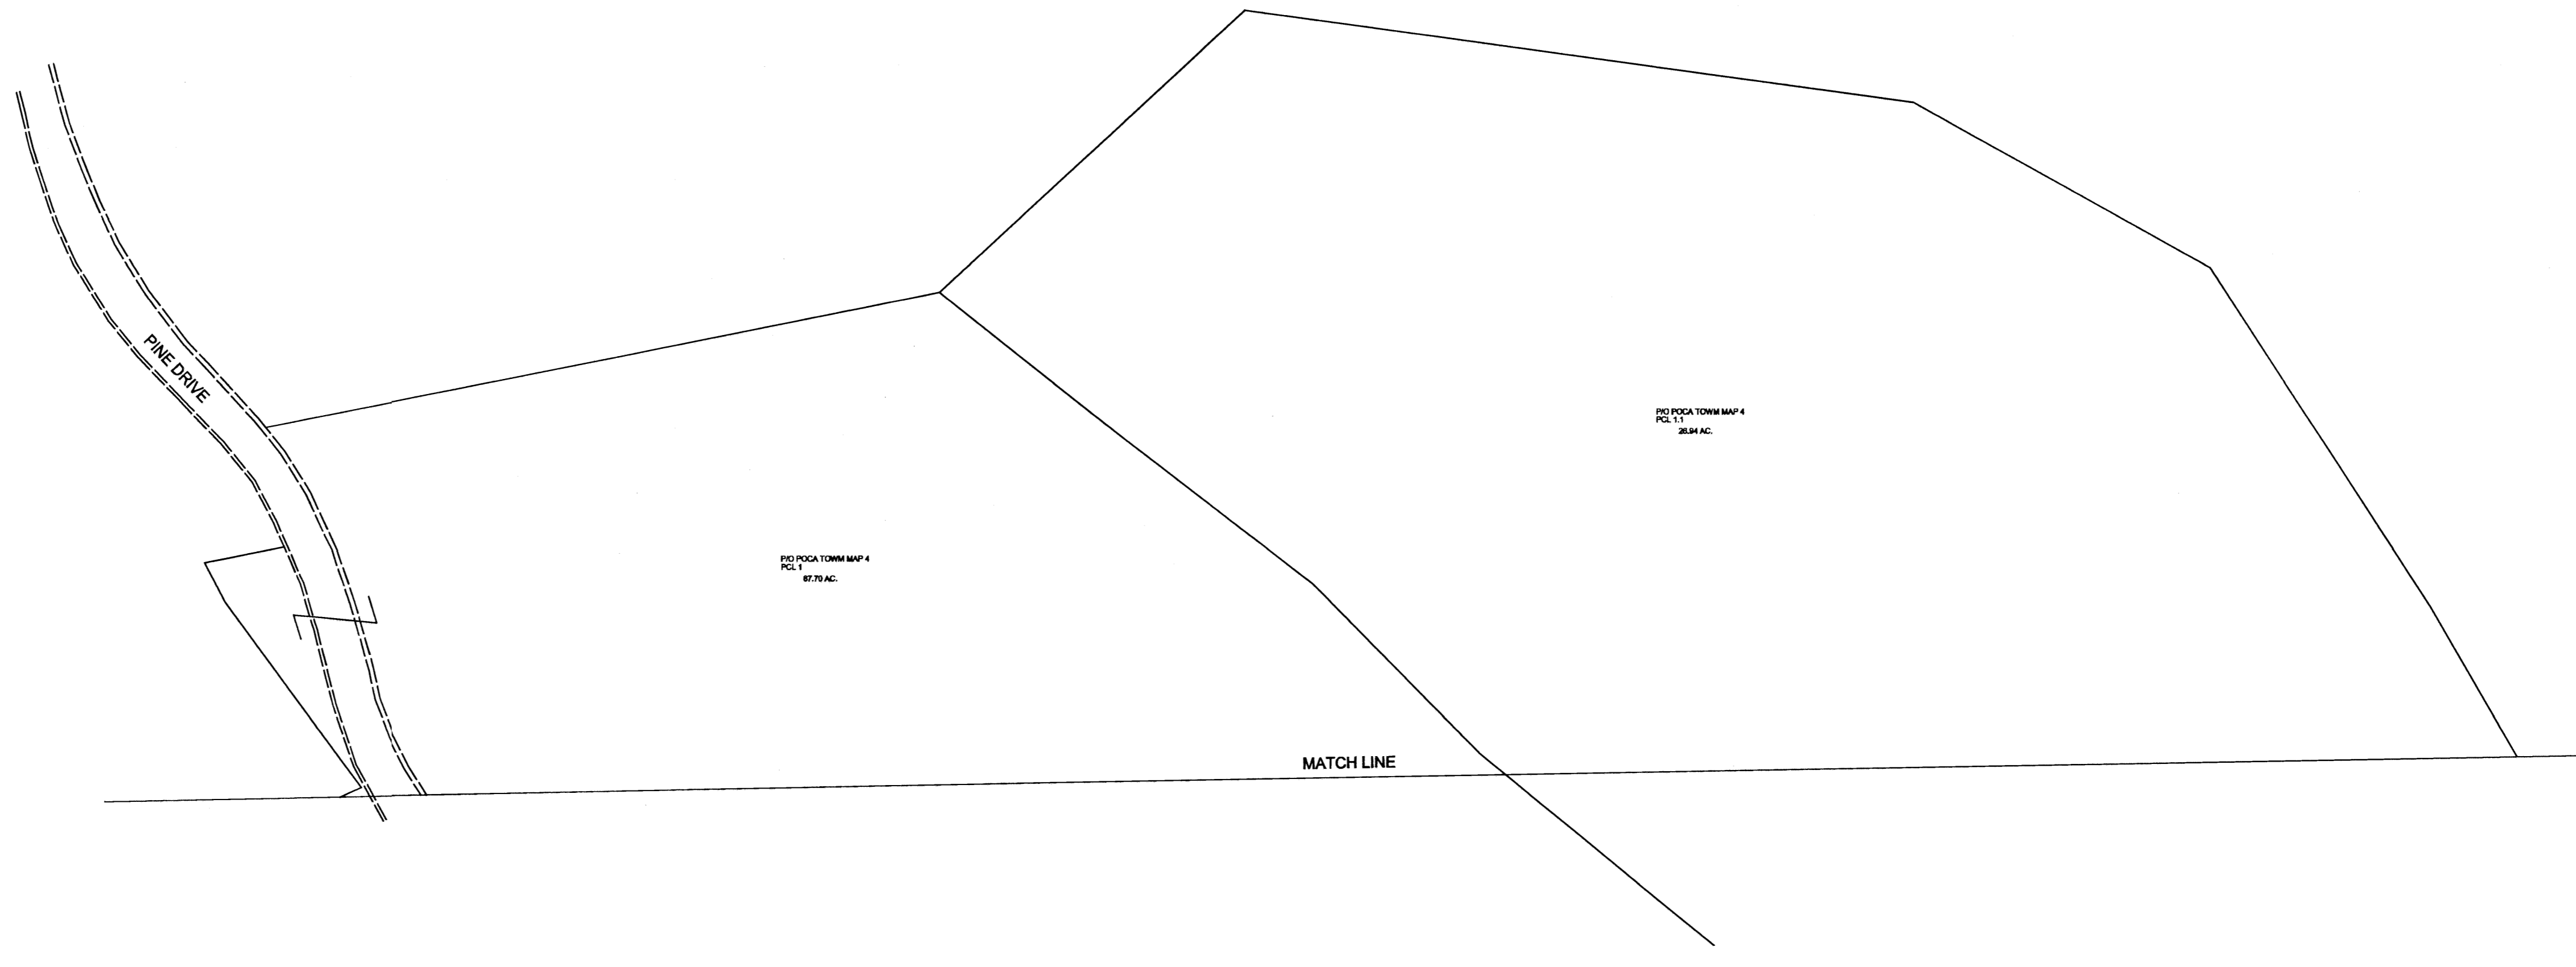 PINE DRIVE
P/O POCA TOWM MAP 4
PCL 1.1
26.94 AC.
P/O POCA TOWM MAP 4
PCL 1
67.70 AC.
MATCH LINE